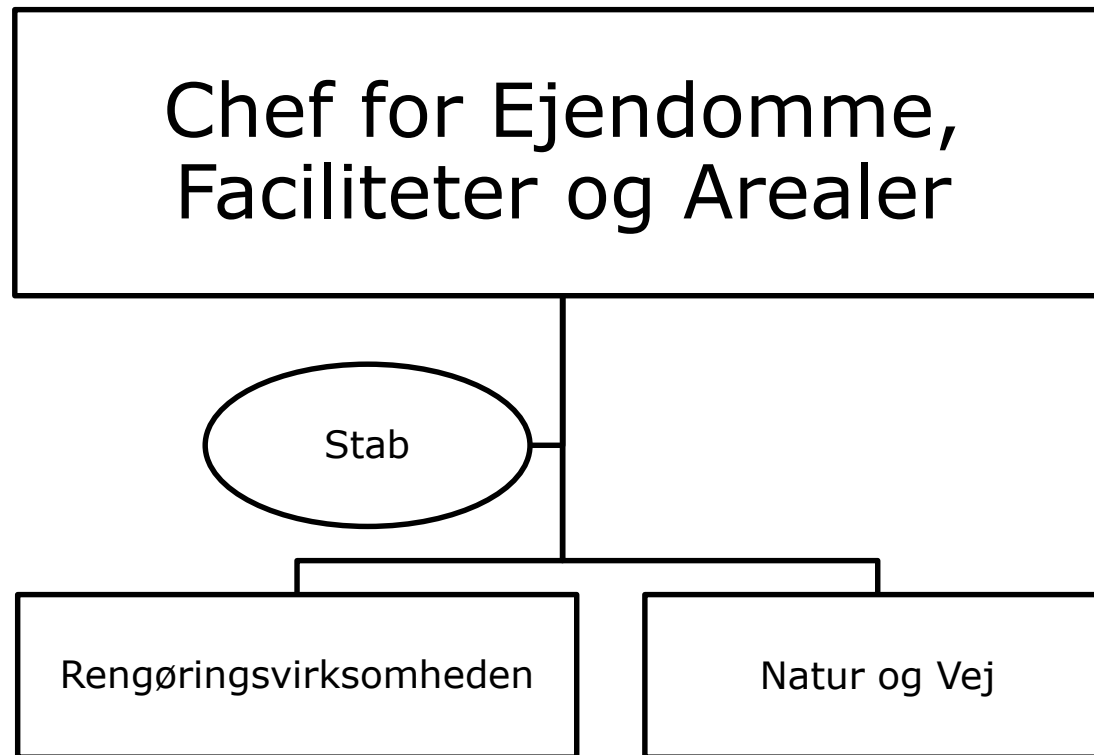 Chef for Ejendomme,
Faciliteter og Arealer
Stab
Rengøringsvirksomheden
Natur og Vej